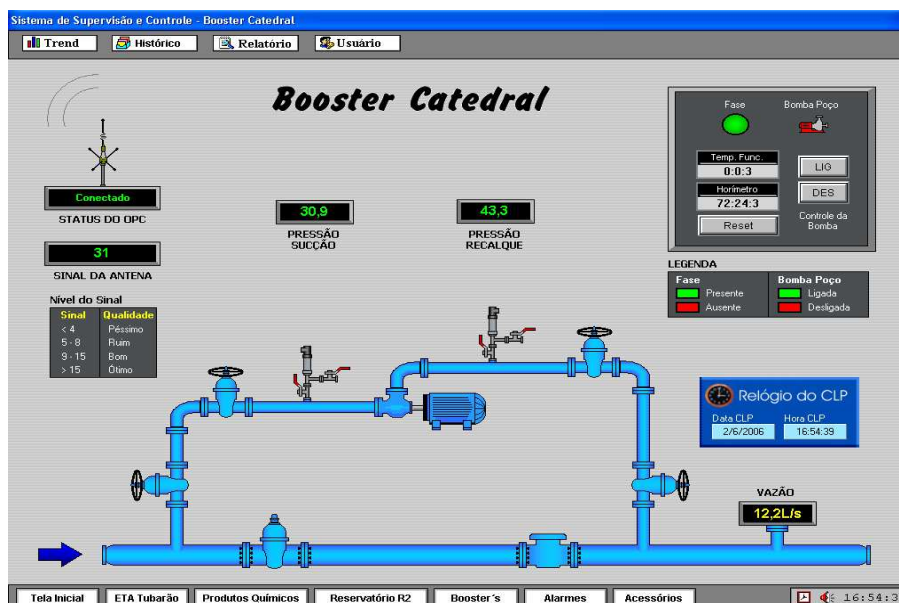 Sistema de Supervisão e Controle - Booster Catedral
Trend
Histórico
Relatório
Usuário
Booster Catedral
Conectado
STATUS DO OPC
31
SINAL DA ANTENA
Nível do Sinal
Sinal Qualidade
< 4 Péssimo
5 - 8 Ruim
9 - 15 Bom
> 15 Ótimo
30,9
PRESSÃO
SUCÇÃO
43,3
PRESSÃO
RECALQUE
Fase
Bomba Poço
Temp. Func.
0:0:3
Horímetro
72:24:3
Reset
LIG
DES
Controle da
Bomba
LEGENDA
Fase
Presente
Ausente
Bomba Poço
Ligada
Desligada
Relógio do CLP
Data CLP Hora CLP
2/6/2006 16:54:39
VAZÃO
12,2L/s
Tela Inicial
ETA Tubarão
Produtos Químicos
Reservatório R2
Booster´s
Alarmes
Acessórios
16:54:3